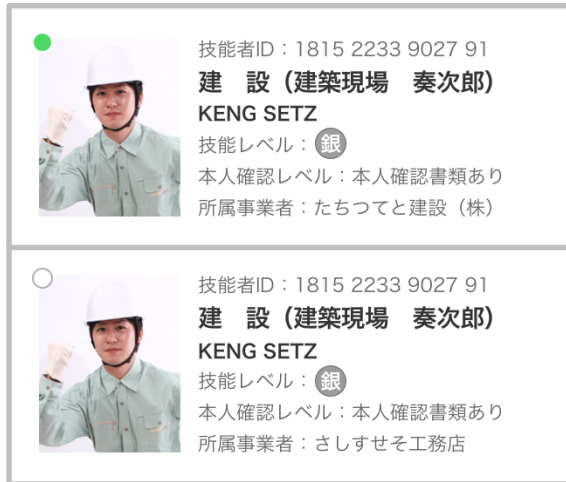 技能者ID：1815 2233 9027 91
建　設（建築現場　奏次郎）
KENG SETZ
技能レベル：銀
本人確認レベル：本人確認書類あり
所属事業者：たちつてと建設（株）
技能者ID：1815 2233 9027 91
建　設（建築現場　奏次郎）
KENG SETZ
技能レベル：銀
本人確認レベル：本人確認書類あり
所属事業者：さしすせそ工務店